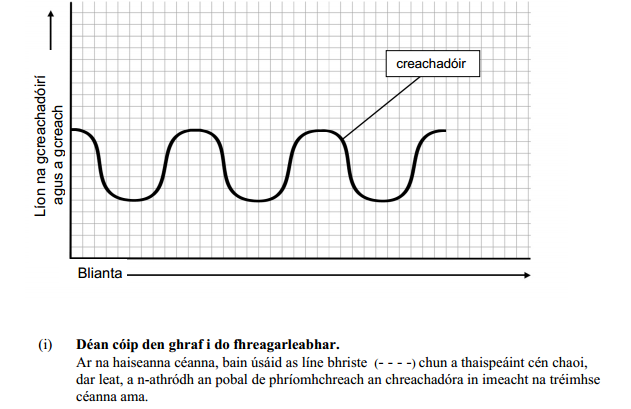 creachadóir
Líon na gcreachadóirí
agus a gcreach
Blianta
(i) Déan cóip den ghraf i do fhreagarleabhar.
Ar na haiseanna céanna, bain úsáid as líne bhriste (- - - -) chun a thaispeáint cén chaoi,
dar leat, a n-athródh an pobal de phríomhchreach an chreachadóra in imeacht na tréimhse
céanna ama.